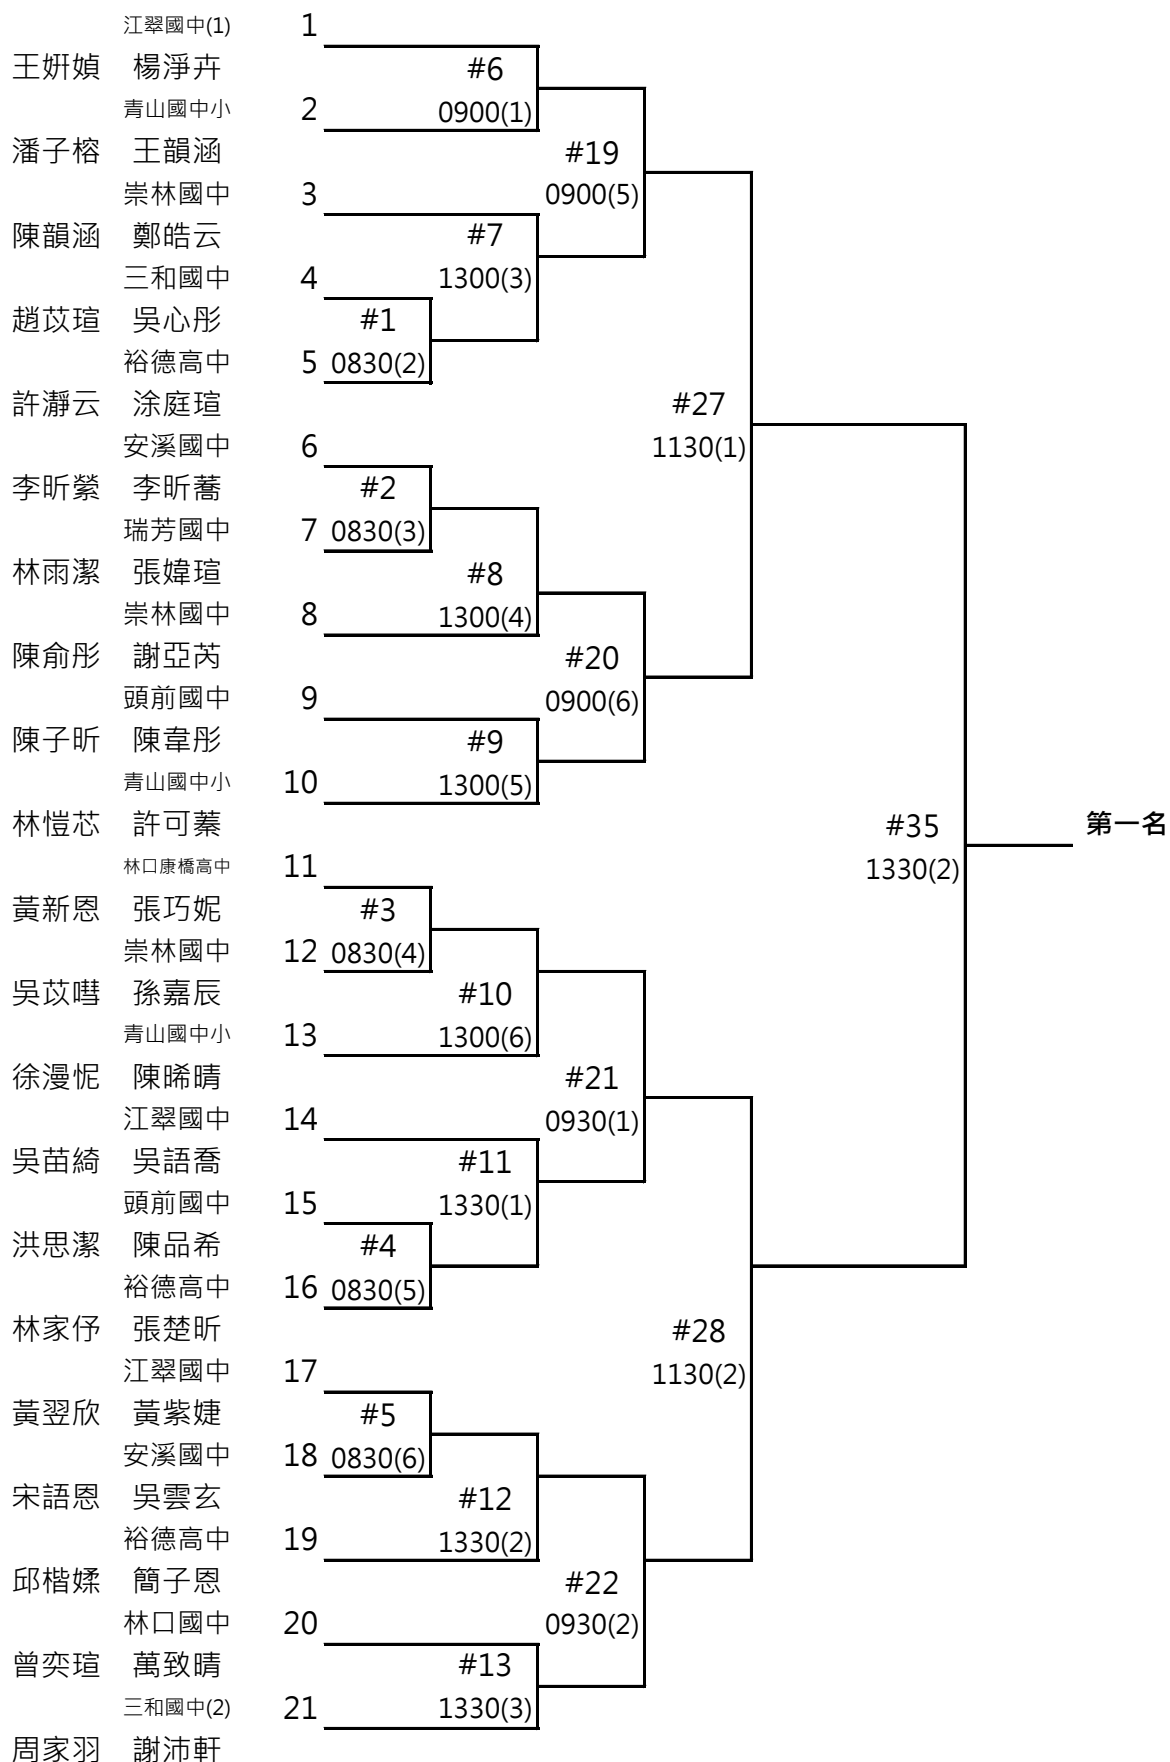 江翠國中(1) 1
王妍媜 楊淨卉 #6
青山國中小 2 0900(1)
潘子榕 王韻涵 #19
崇林國中 3 0900(5)
陳韻涵 鄭皓云 #7
三和國中 4 1300(3)
趙苡瑄 吳心彤 #1
裕德高中 5 0830(2)
許瀞云 涂庭瑄 #27
安溪國中 6 1130(1)
李昕縈 李昕蕎 #2
瑞芳國中 7 0830(3)
林雨潔 張媁瑄 #8
崇林國中 8 1300(4)
陳俞彤 謝亞芮 #20
頭前國中 9 0900(6)
陳子昕 陳韋彤 #9
青山國中小 10 1300(5)
林愷芯 許可蓁 #35 第一名
林口康橋高中 11 1330(2)
黃新恩 張巧妮 #3
崇林國中 12 0830(4)
吳苡嘒 孫嘉辰 #10
青山國中小 13 1300(6)
徐漫怩 陳晞晴 #21
江翠國中 14 0930(1)
吳苗綺 吳語喬 #11
頭前國中 15 1330(1)
洪思潔 陳品希 #4
裕德高中 16 0830(5)
林家伃 張楚昕 #28
江翠國中 17 1130(2)
黃翌欣 黃紫婕 #5
安溪國中 18 0830(6)
宋語恩 吳雲玄 #12
裕德高中 19 1330(2)
邱楷媃 簡子恩 #22
林口國中 20 0930(2)
曾奕瑄 萬致晴 #13
三和國中(2) 21 1330(3)
周家羽 謝沛軒